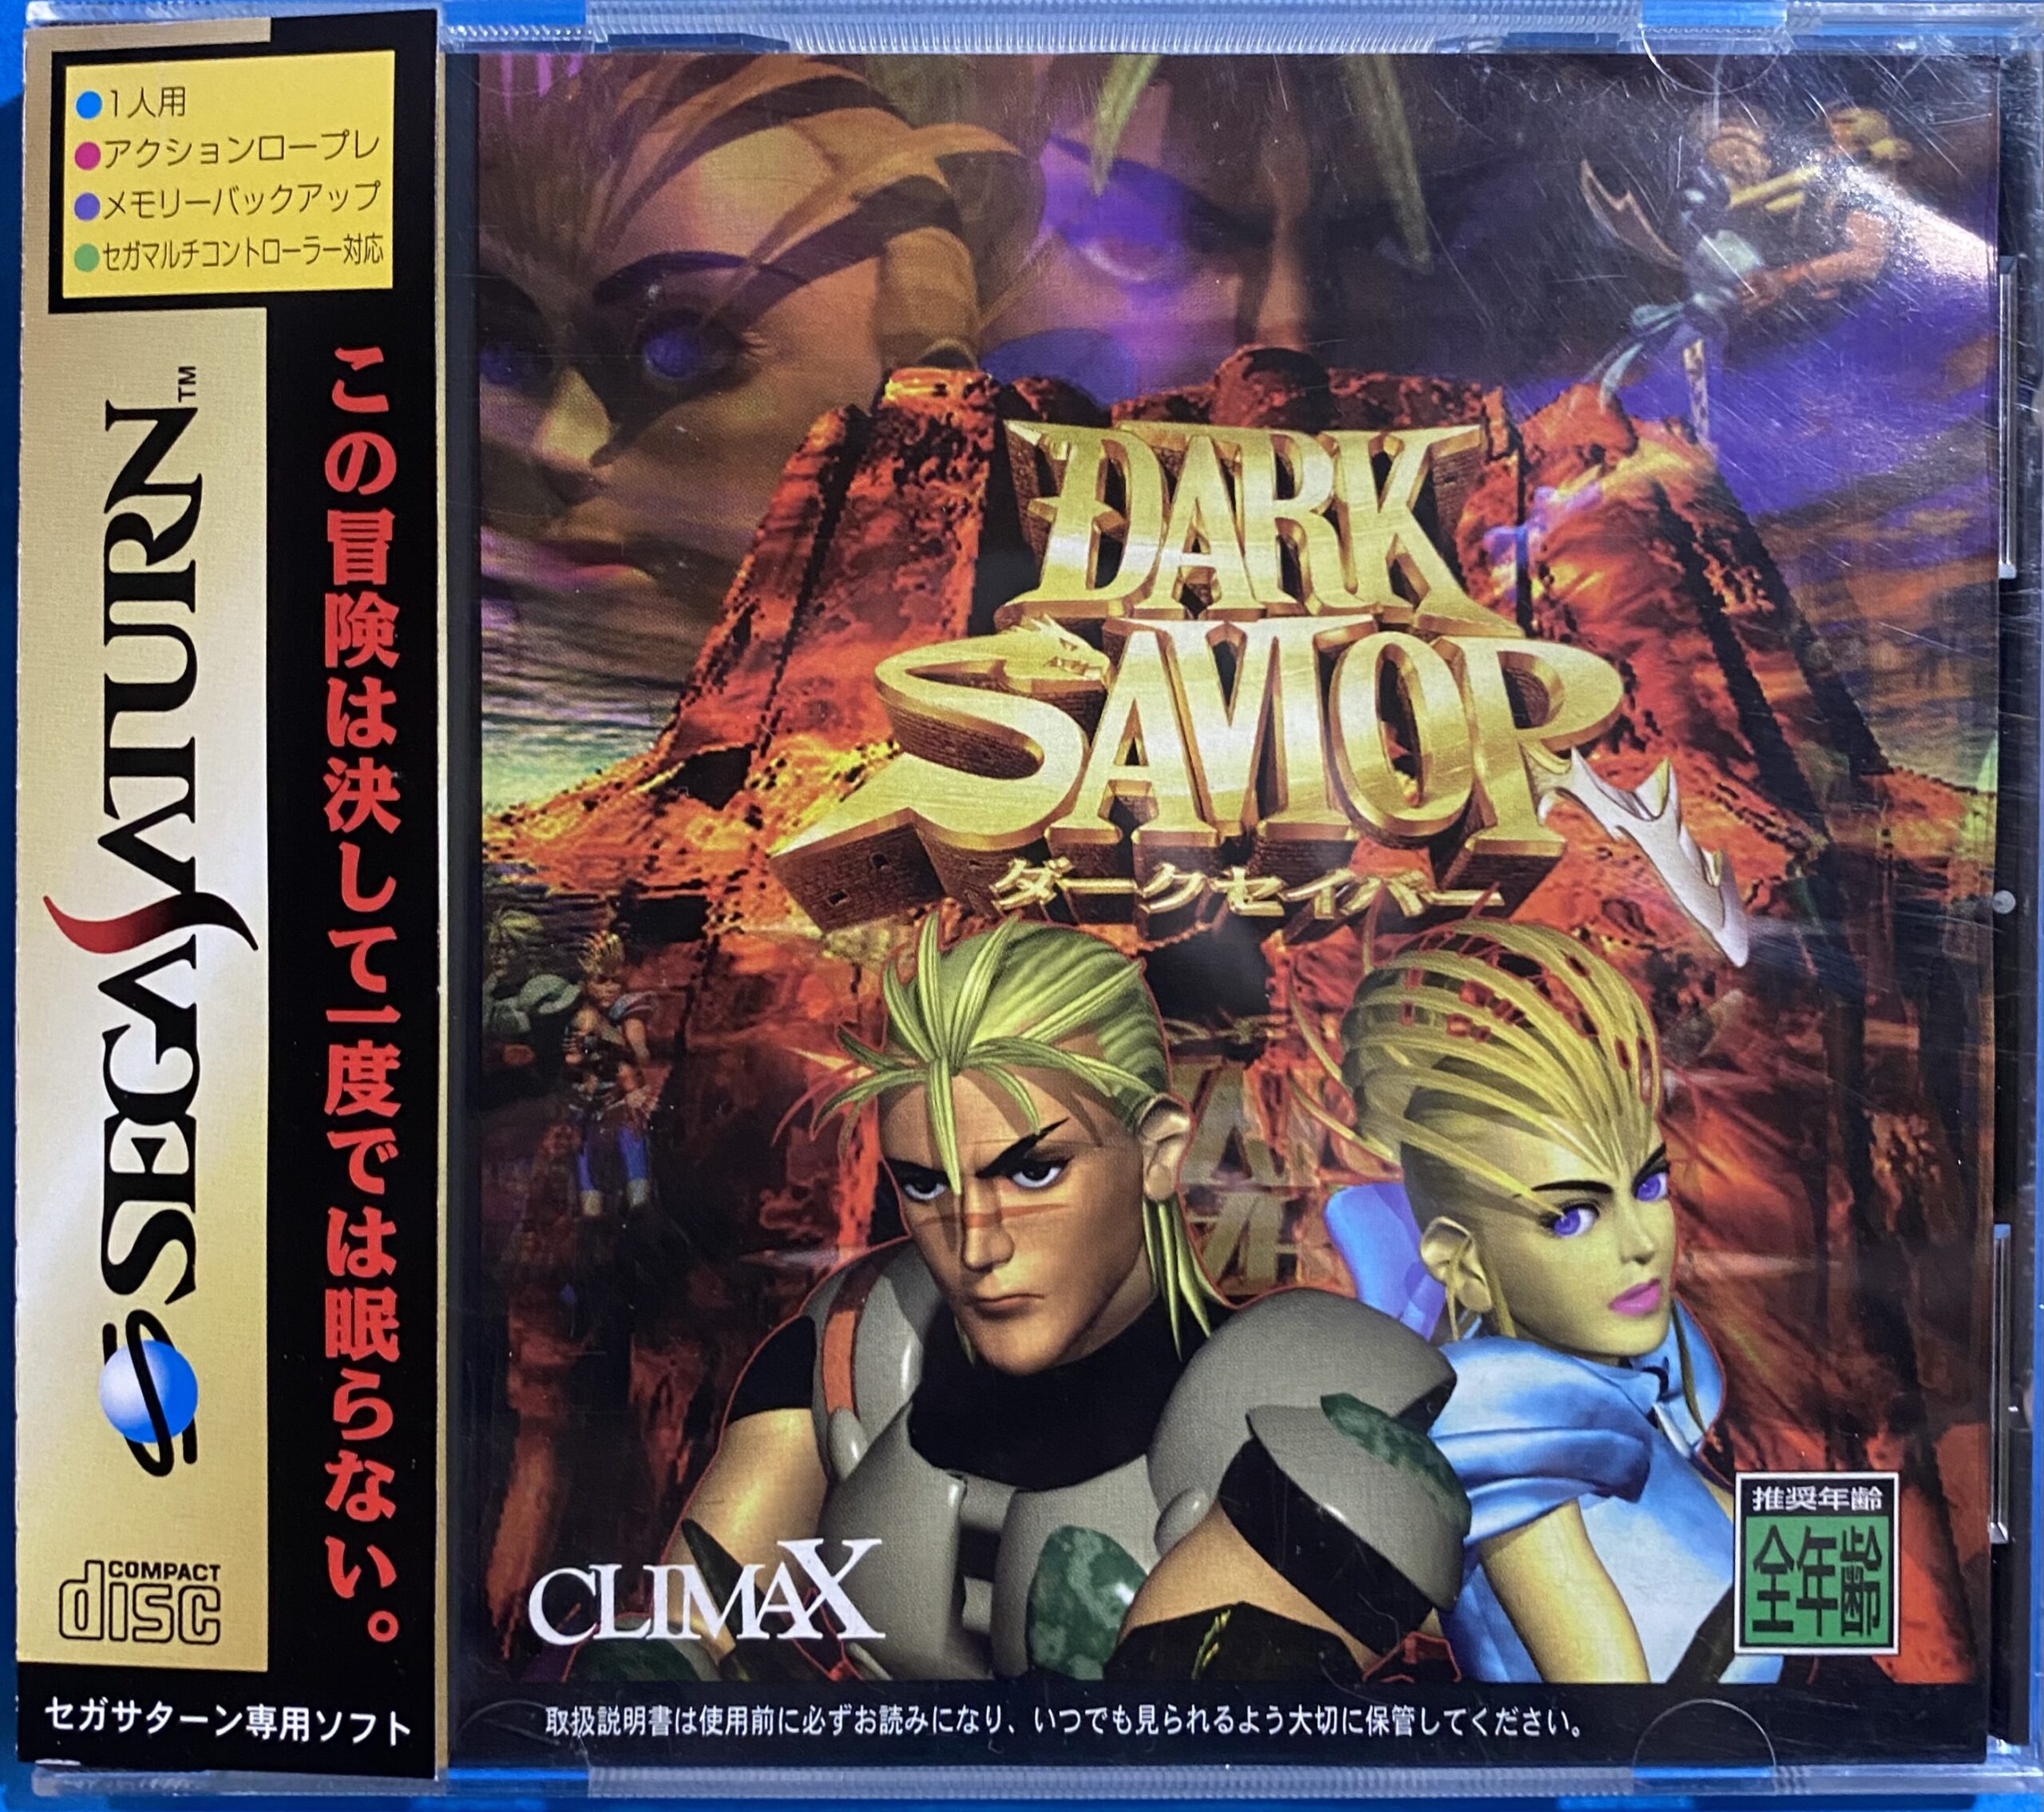 ●1人用
●アクションロープレ
●メモリーバックアップ
●セガマルチコントローラー対応
SEGA SATURN™
この冒険は決して一度では眠らない。
COMPACT
disc
セガサターン専用ソフト
DARK
SAVIOR
ダークセイバー
CLIMAX
推奨年齢
全年齢
取扱説明書は使用前に必ずお読みになり、いつでも見られるよう大切に保管してください。